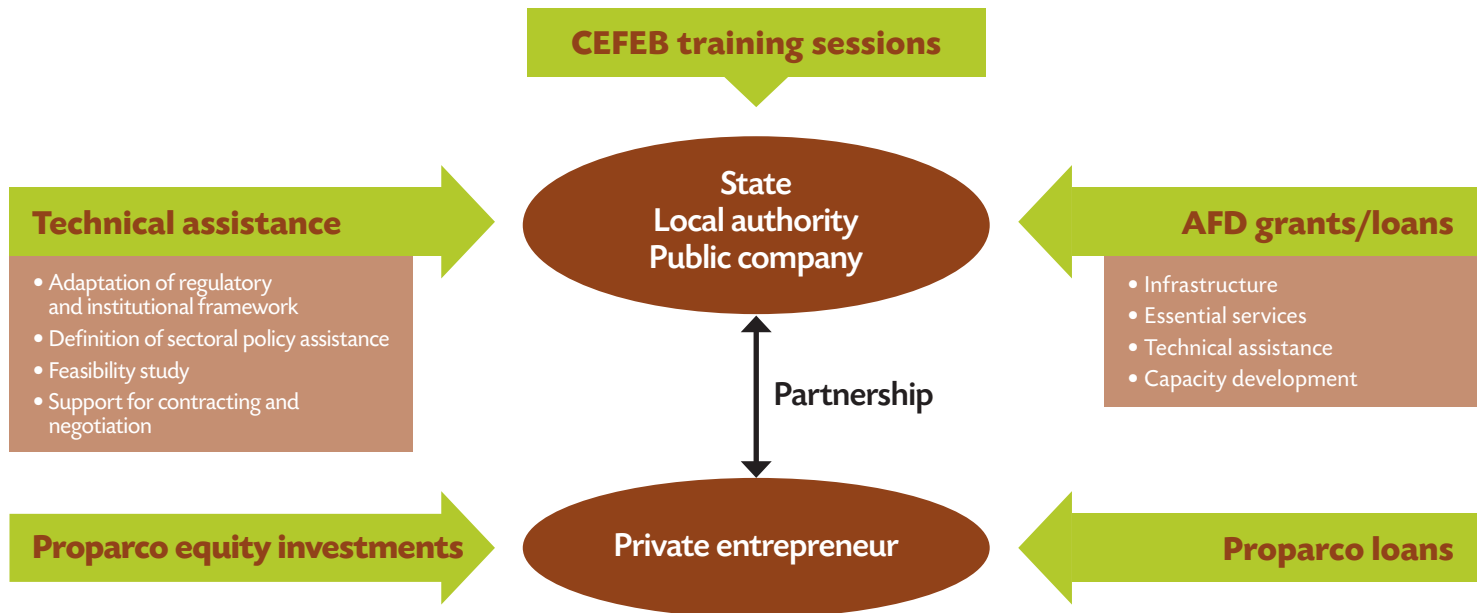 CEFEB training sessions
State
Local authority
Public company
Technical assistance
• Adaptation of regulatory
and institutional framework
• Definition of sectoral policy assistance
• Feasibility study
• Support for contracting and
negotiation
AFD grants/loans
• Infrastructure
• Essential services
• Technical assistance
• Capacity development
Partnership
Proparco equity investments
Private entrepreneur
Proparco loans